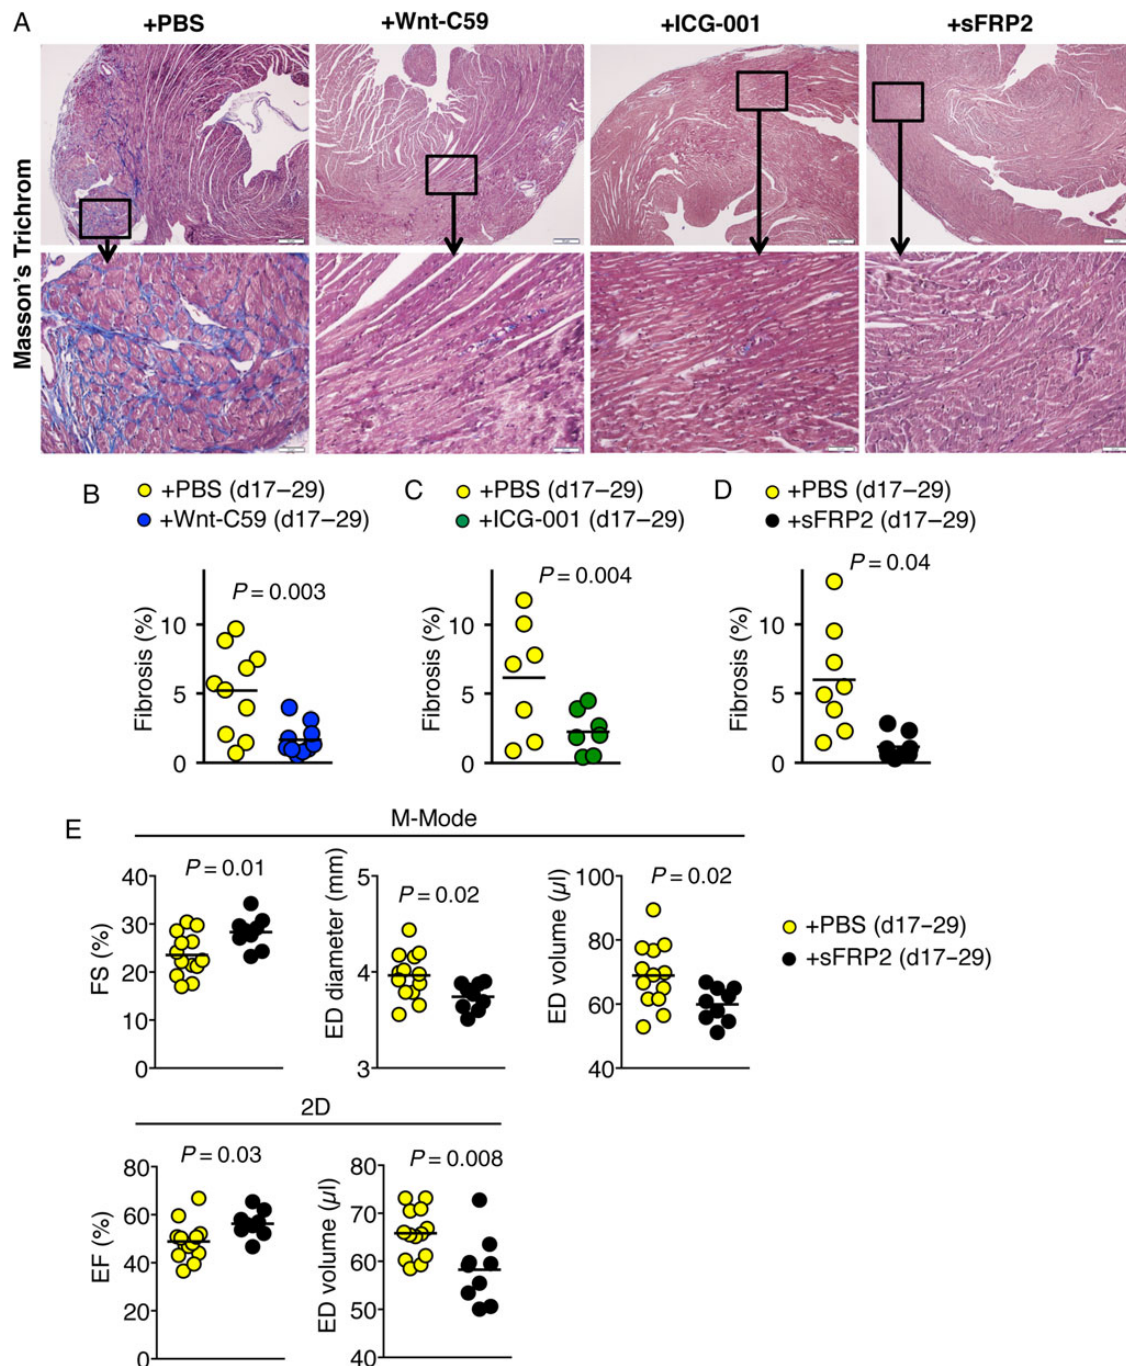 A
+PBS
+Wnt-C59
+ICG-001
+sFRP2
Masson's Trichrom
B
+PBS (d17–29)
+Wnt-C59 (d17–29)
C
+PBS (d17–29)
+ICG-001 (d17–29)
D
+PBS (d17–29)
+sFRP2 (d17–29)
P = 0.003
Fibrosis (%)
10
5
0
P = 0.004
Fibrosis (%)
10
5
0
P = 0.04
Fibrosis (%)
10
5
0
E
M-Mode
P = 0.01
FS (%)
40
30
20
10
0
P = 0.02
ED diameter (mm)
5
4
3
P = 0.02
ED volume (µl)
100
80
60
40
+PBS (d17–29)
+sFRP2 (d17–29)
2D
P = 0.03
EF (%)
80
60
40
20
0
P = 0.008
ED volume (µl)
80
70
60
50
40